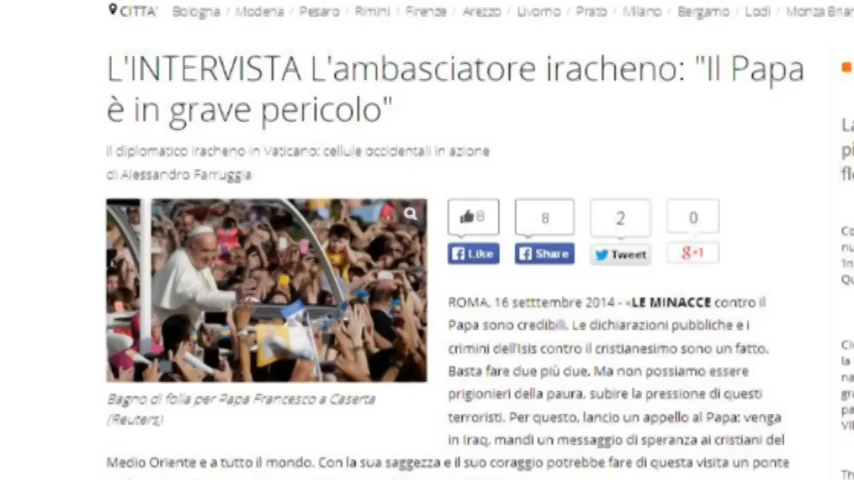 CITTA' Bologna / Modena / Pesaro / Rimini / Firenze / Arezzo / Livorno / Prato / Milano / Bergamo / Lodi / Monza Brian
L'INTERVISTA L'ambasciatore iracheno: "Il Papa
è in grave pericolo"
Il diplomatico iracheno in Vaticano: cellule occidentali in azione
di Alessandro Farruggia
8 8 2 0
Like Share Tweet g+1
ROMA, 16 setttembre 2014 - «LE MINACCE contro il
Papa sono credibili. Le dichiarazioni pubbliche e i
crimini dell'Isis contro il cristianesimo sono un fatto.
Basta fare due più due. Ma non possiamo essere
prigionieri della paura, subire la pressione di questi
terroristi. Per questo, lancio un appello al Papa: venga
in Iraq, mandi un messaggio di speranza ai cristiani del
Medio Oriente e a tutto il mondo. Con la sua saggezza e il suo coraggio potrebbe fare di questa visita un ponte
Bagno di folla per Papa Francesco a Caserta
(Reuters)